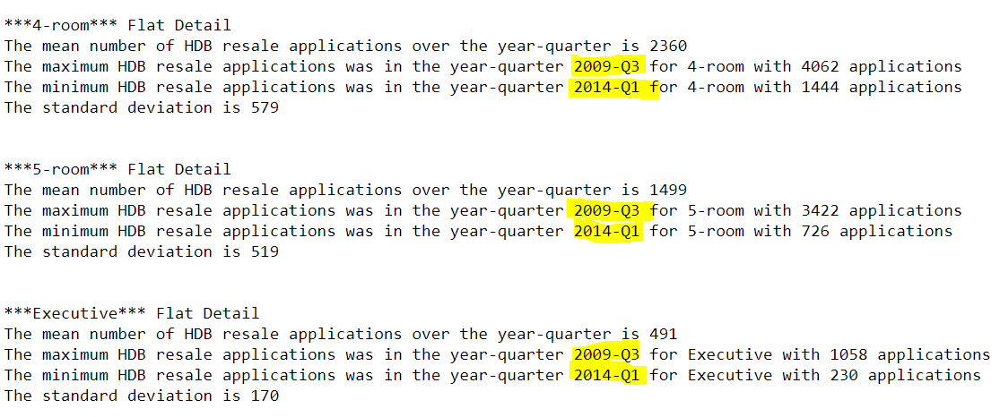 ***4-room*** Flat Detail
The mean number of HDB resale applications over the year-quarter is 2360
The maximum HDB resale applications was in the year-quarter 2009-Q3 for 4-room with 4062 applications
The minimum HDB resale applications was in the year-quarter 2014-Q1 for 4-room with 1444 applications
The standard deviation is 579
***5-room*** Flat Detail
The mean number of HDB resale applications over the year-quarter is 1499
The maximum HDB resale applications was in the year-quarter 2009-Q3 for 5-room with 3422 applications
The minimum HDB resale applications was in the year-quarter 2014-Q1 for 5-room with 726 applications
The standard deviation is 519
***Executive*** Flat Detail
The mean number of HDB resale applications over the year-quarter is 491
The maximum HDB resale applications was in the year-quarter 2009-Q3 for Executive with 1058 applications
The minimum HDB resale applications was in the year-quarter 2014-Q1 for Executive with 230 applications
The standard deviation is 170